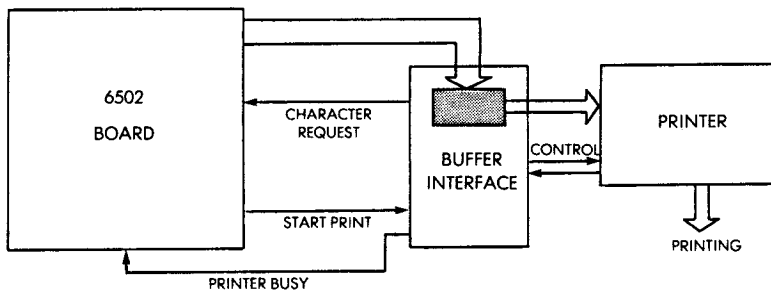 6502
BOARD
CHARACTER
REQUEST
BUFFER
INTERFACE
CONTROL
PRINTER
START PRINT
PRINTING
PRINTER BUSY